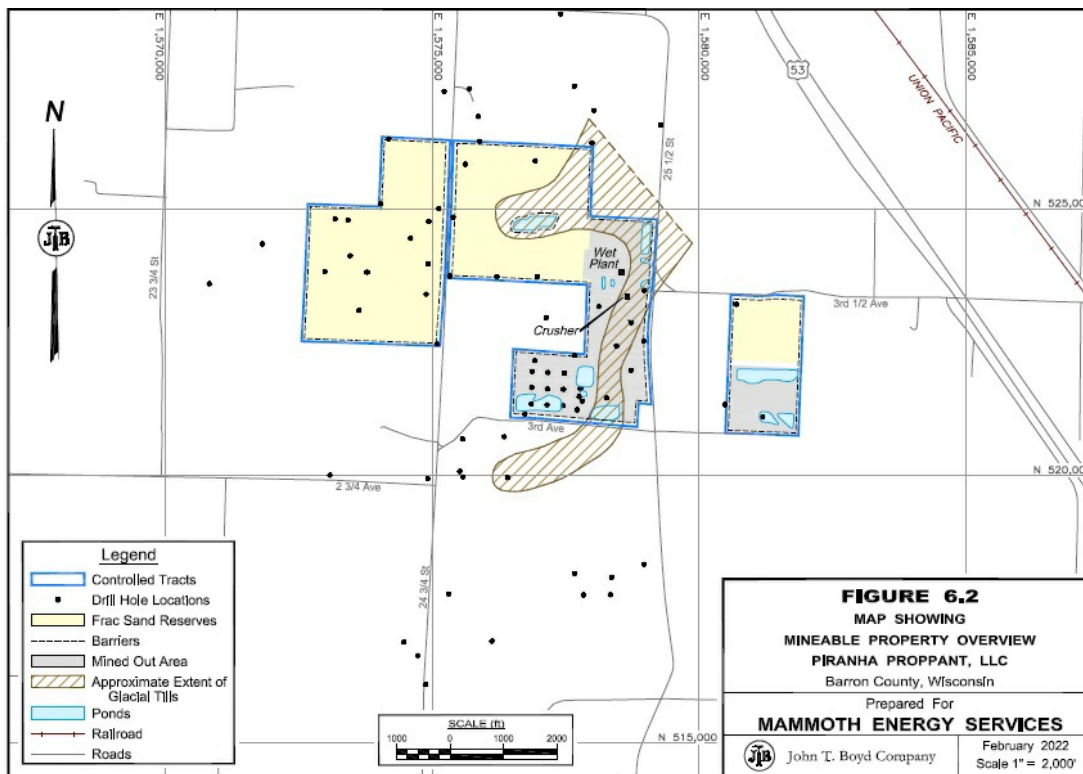 E 1,570,000
E 1,575,000
E 1,580,000
E 1,585,000
53
UNION PACIFIC
N
JTB
25 1/2 St
N 525,00
23 3/4 St
Wet
Plant
3rd 1/2 Ave
Crusher
3rd Ave
N 520,00
2 3/4 Ave
24 3/4 St
Legend
Controlled Tracts
Drill Hole Locations
Frac Sand Reserves
Barriers
Mined Out Area
Approximate Extent of
Glacial Tills
Ponds
Railroad
Roads
SCALE (ft)
1000 0 1000 2000
N 515,000
FIGURE 6.2
MAP SHOWING
MINEABLE PROPERTY OVERVIEW
PIRANHA PROPPANT, LLC
Barron County, Wisconsin
Prepared For
MAMMOTH ENERGY SERVICES
JTB John T. Boyd Company
February 2022
Scale 1" = 2,000'